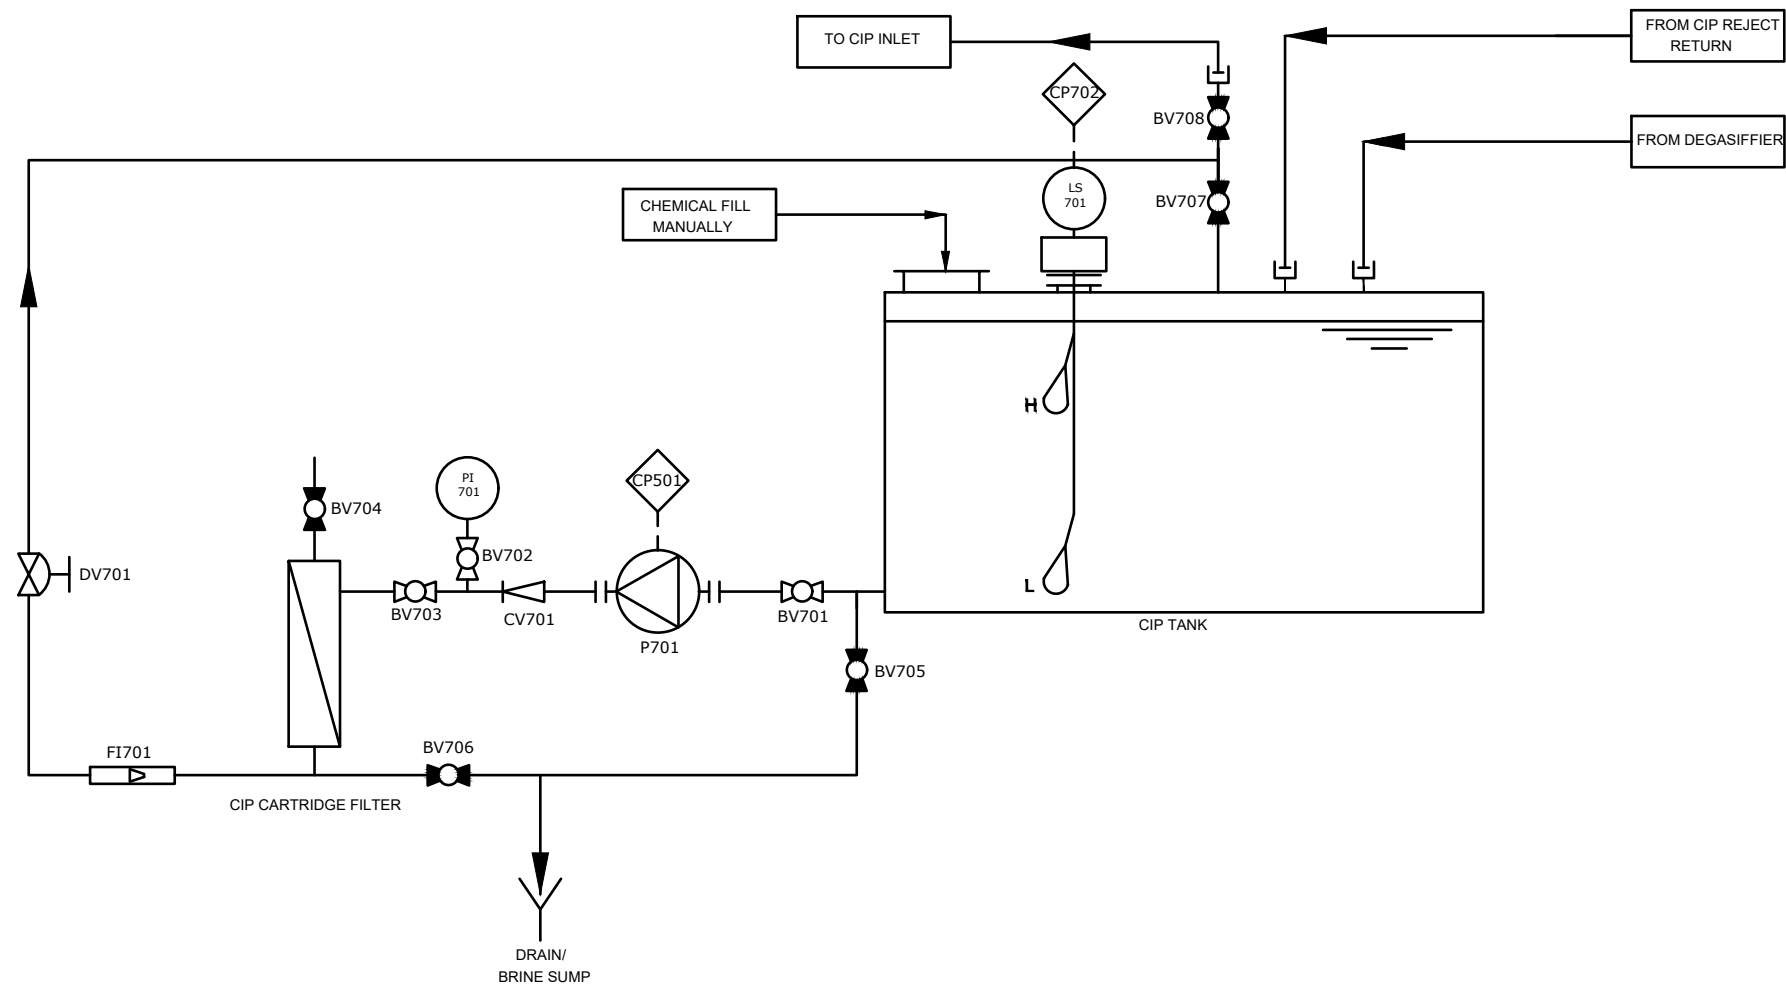 TO CIP INLET
FROM CIP REJECT
RETURN
CP702
BV708
FROM DEGASIFFIER
LS
701
BV707
CHEMICAL FILL
MANUALLY
H
PI
701
CP501
BV704
BV702
DV701
L
BV703
CV701
BV701
CIP TANK
P701
BV705
FI701
BV706
CIP CARTRIDGE FILTER
DRAIN/
BRINE SUMP